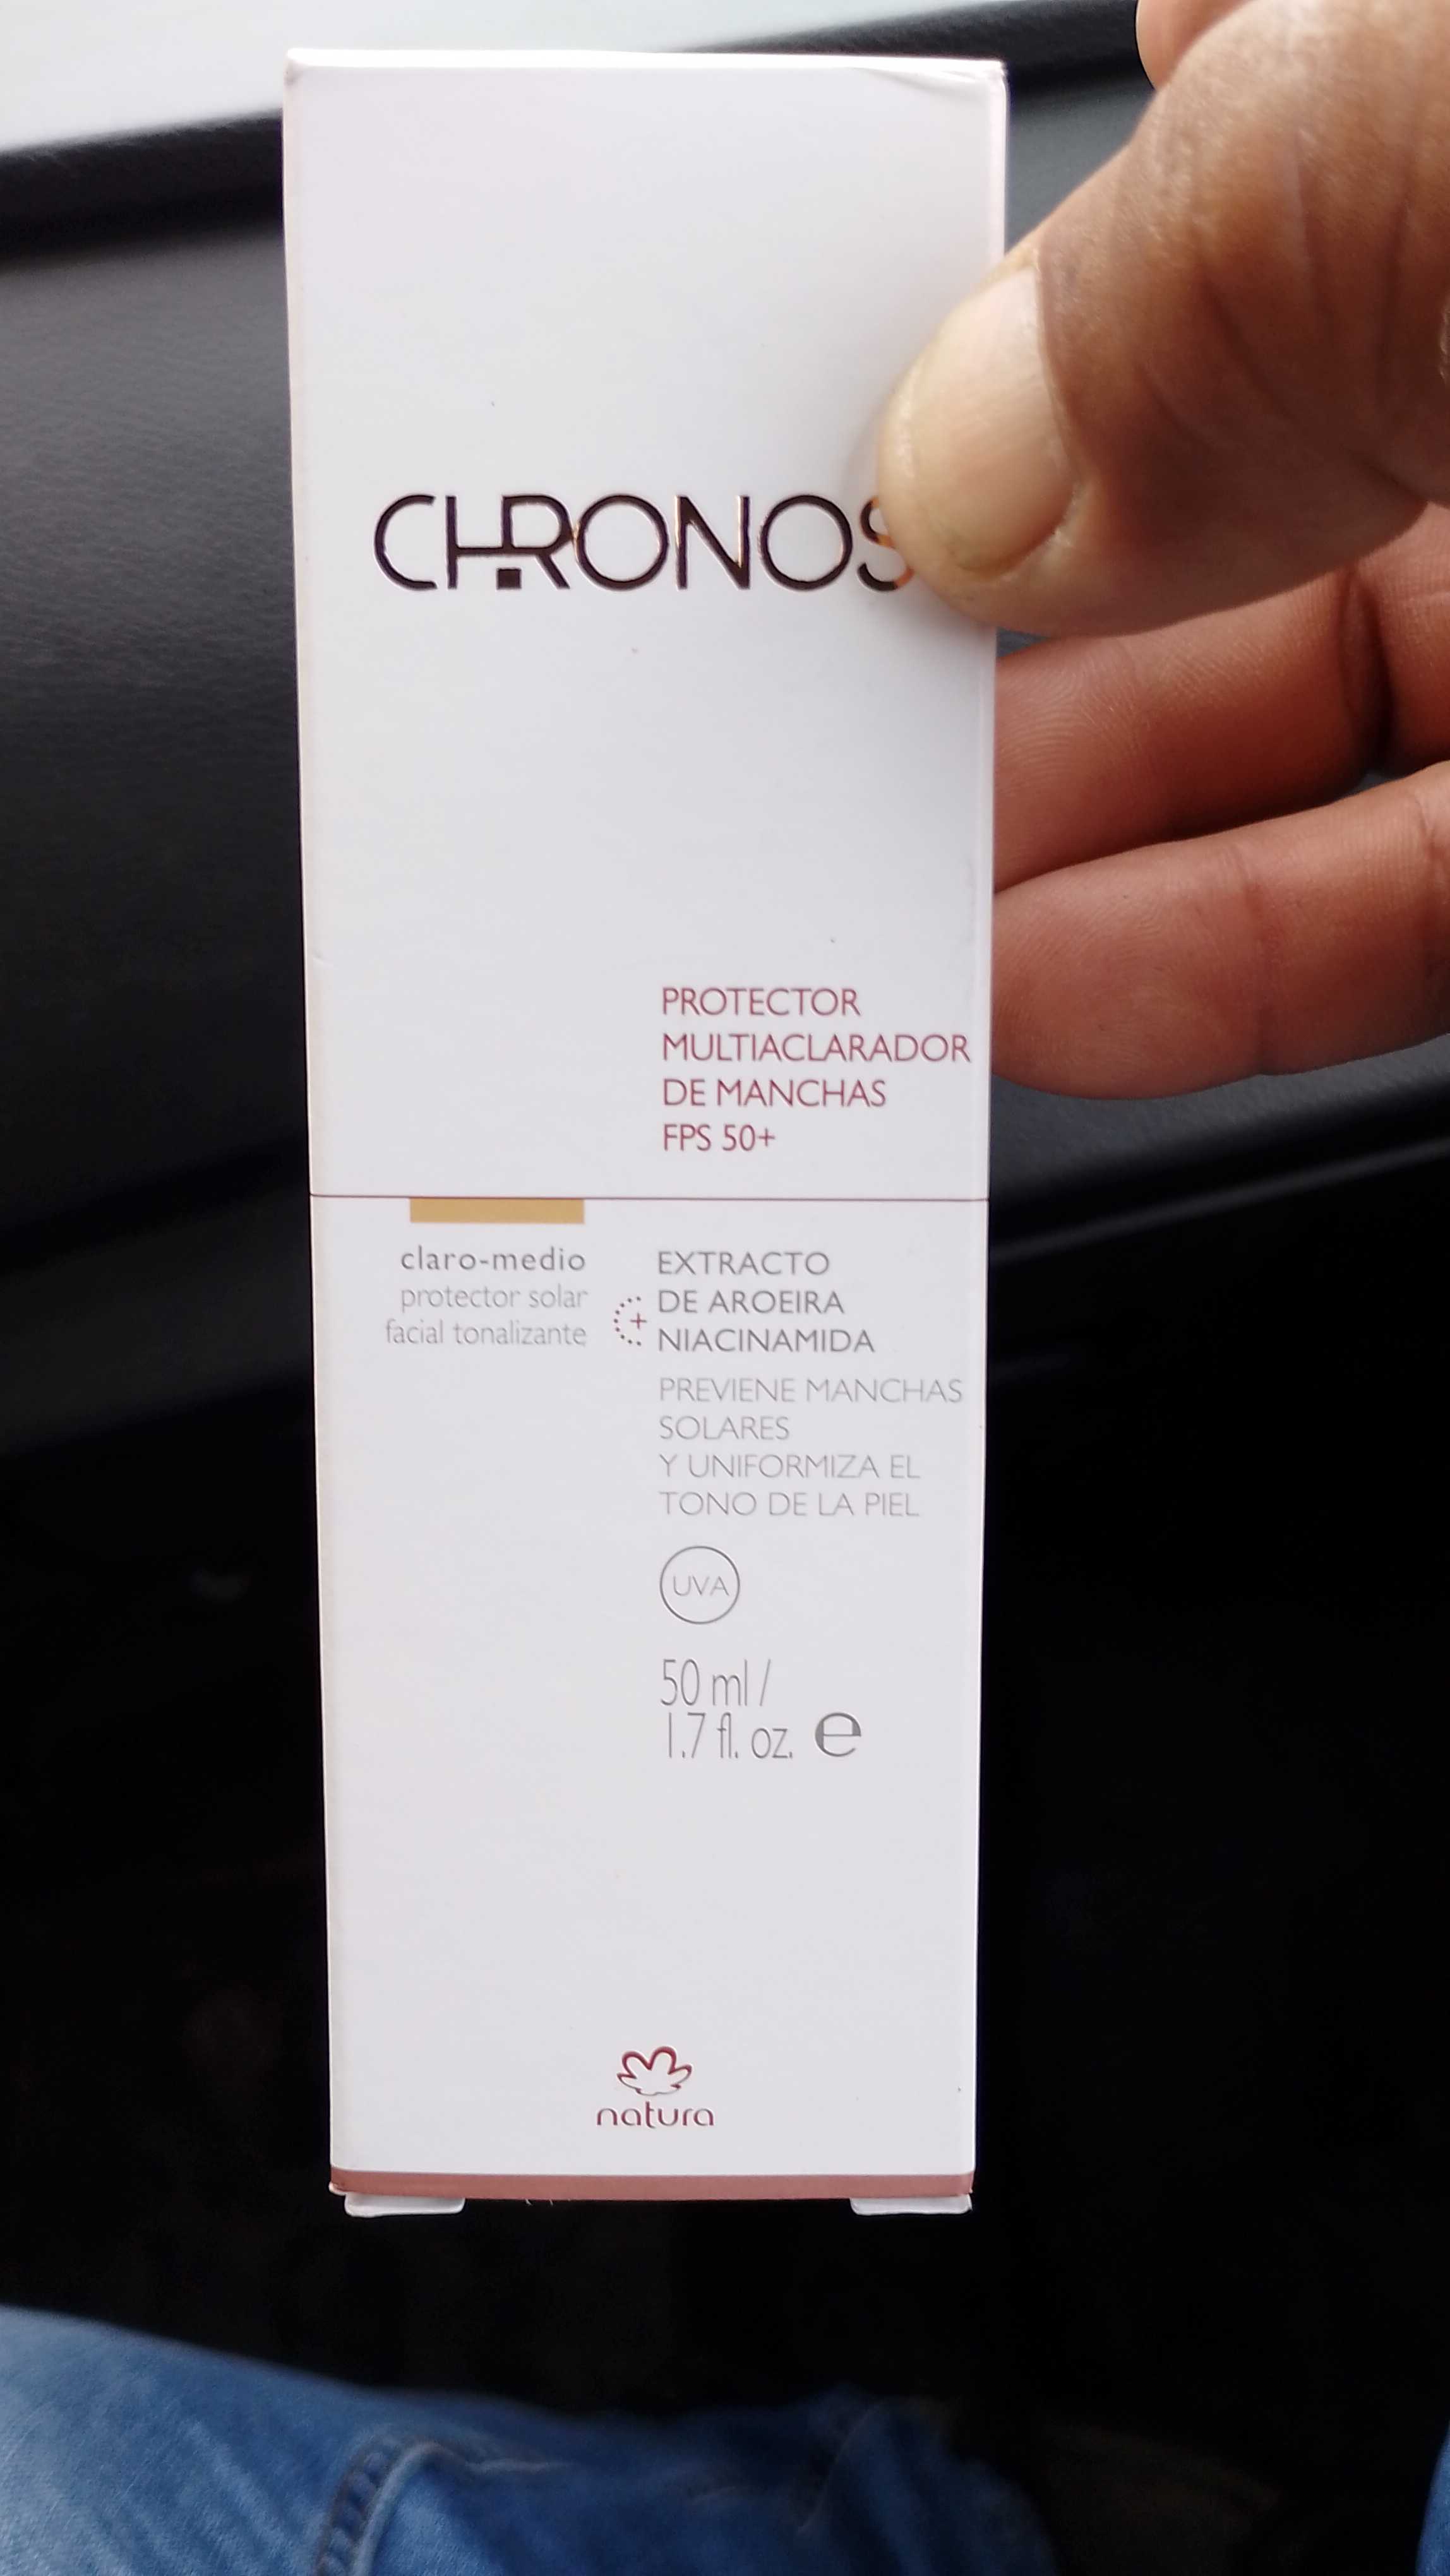 CHRONOS
PROTECTOR
MULTIACLARADOR
DE MANCHAS
FPS 50+
claro-medio
protector solar
facial tonalizante
EXTRACTO
DE AROEIRA
+ NIACINAMIDA
PREVIENE MANCHAS
SOLARES
Y UNIFORMIZA EL
TONO DE LA PIEL
UVA
50 ml /
1.7 fl. oz. ℮
natura